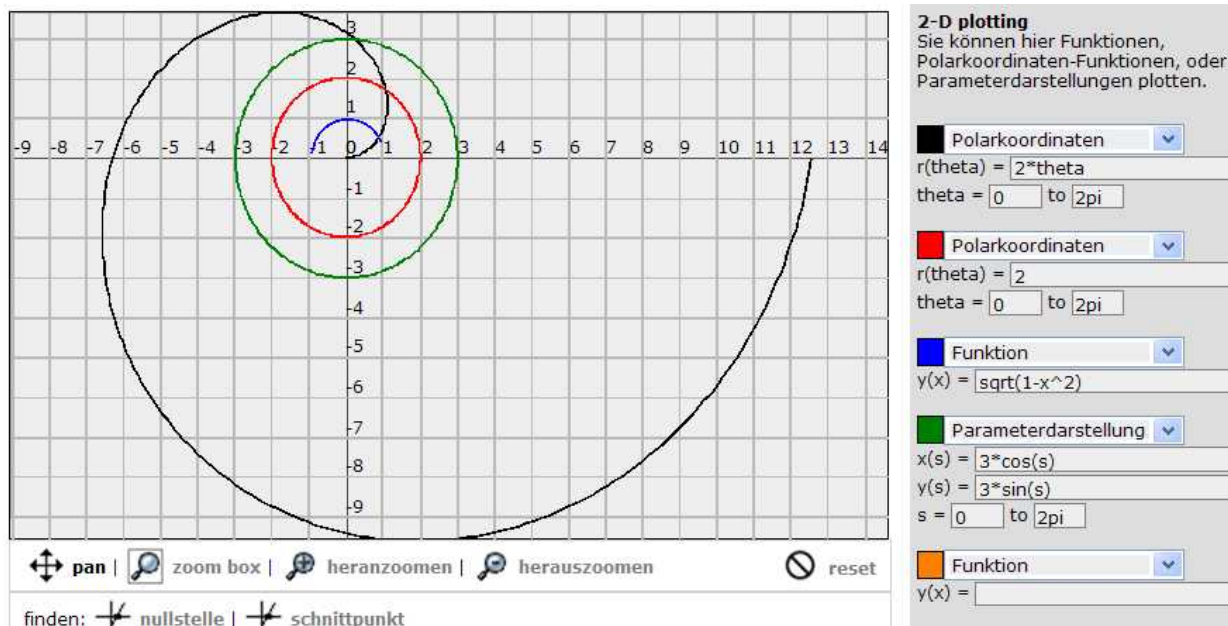 3
2
1
-9 -8 -7 -6 -5 -4 -3 -2 -1 0 1 2 3 4 5 6 7 8 9 10 11 12 13 14
-1
-2
-3
-4
-5
-6
-7
-8
-9
pan | zoom box | heranzoomen | herauszoomen reset
finden: nullstelle | schnittpunkt
2-D plotting
Sie können hier Funktionen,
Polarkoordinaten-Funktionen, oder
Parameterdarstellungen plotten.
Polarkoordinaten
r(theta) = 2*theta
theta = 0 to 2pi
Polarkoordinaten
r(theta) = 2
theta = 0 to 2pi
Funktion
y(x) = sqrt(1-x^2)
Parameterdarstellung
x(s) = 3*cos(s)
y(s) = 3*sin(s)
s = 0 to 2pi
Funktion
y(x) =